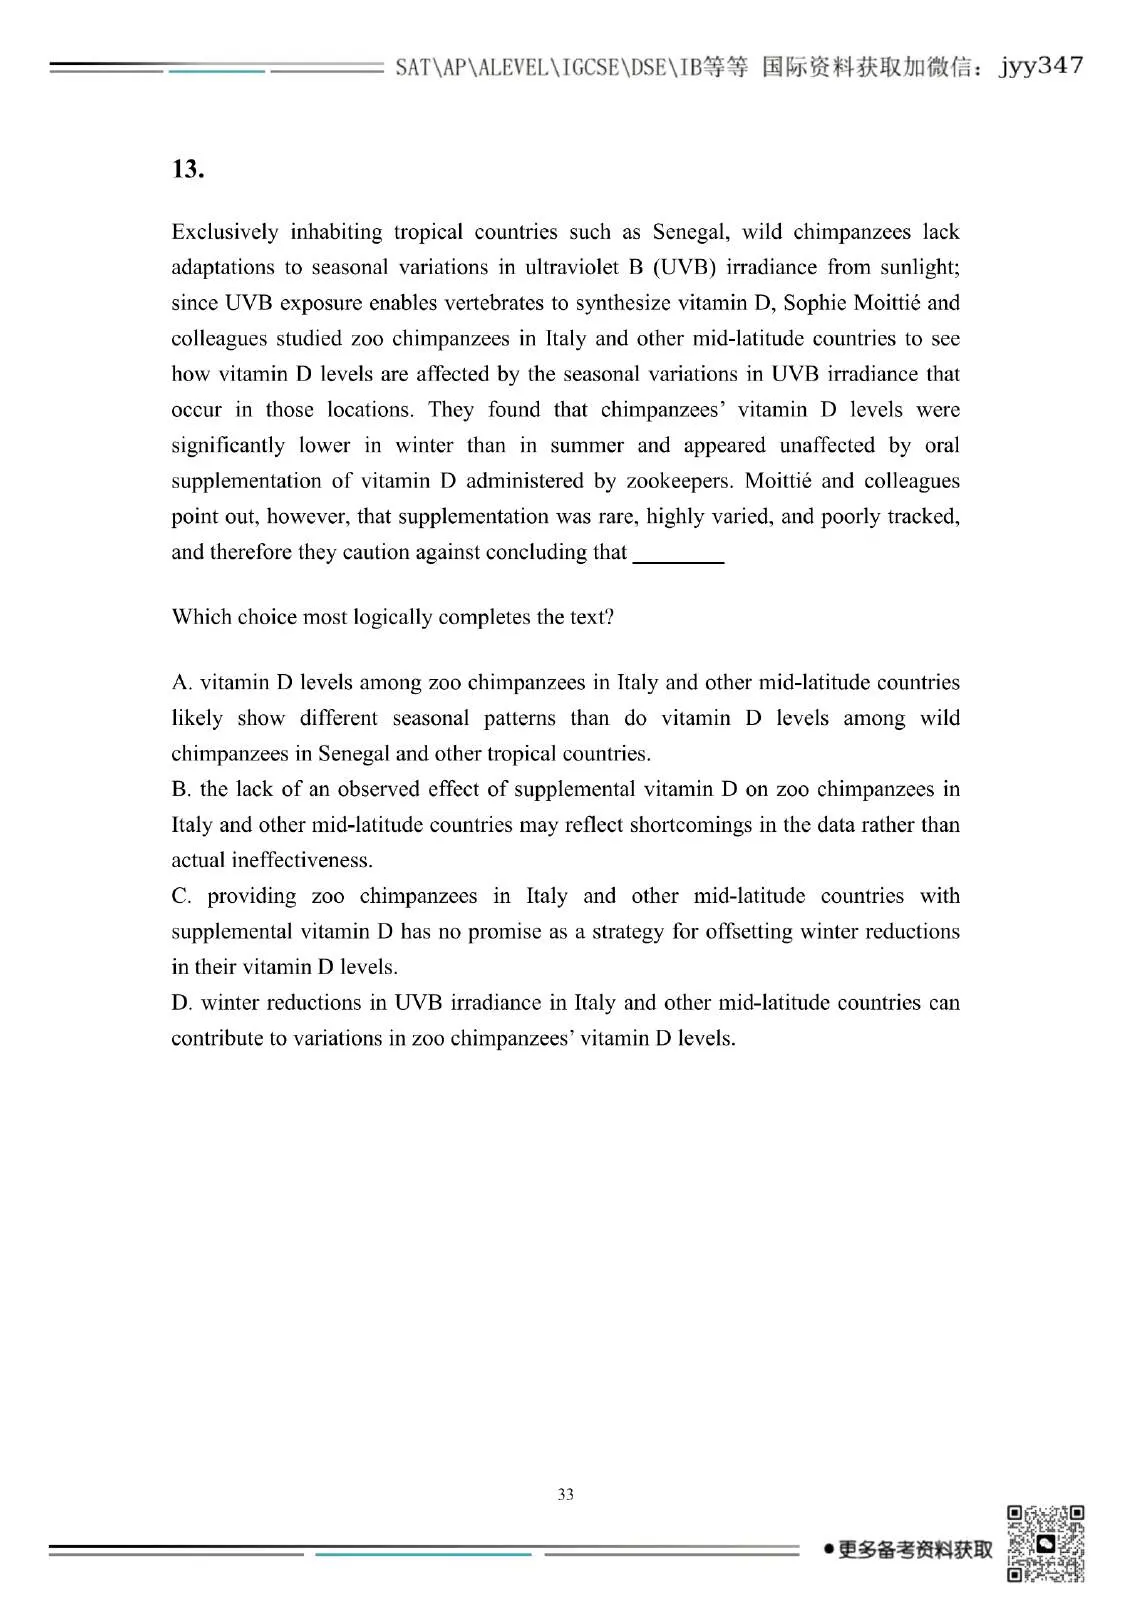 SAT\AP\ALEVEL\IGCSE\DSE\IB等等 国际资料获取加微信： jyy347
13.
Exclusively inhabiting tropical countries such as Senegal, wild chimpanzees lack
adaptations to seasonal variations in ultraviolet B (UVB) irradiance from sunlight;
since UVB exposure enables vertebrates to synthesize vitamin D, Sophie Moittié and
colleagues studied zoo chimpanzees in Italy and other mid-latitude countries to see
how vitamin D levels are affected by the seasonal variations in UVB irradiance that
occur in those locations. They found that chimpanzees’ vitamin D levels were
significantly lower in winter than in summer and appeared unaffected by oral
supplementation of vitamin D administered by zookeepers. Moittié and colleagues
point out, however, that supplementation was rare, highly varied, and poorly tracked,
and therefore they caution against concluding that ________
Which choice most logically completes the text?
A. vitamin D levels among zoo chimpanzees in Italy and other mid-latitude countries
likely show different seasonal patterns than do vitamin D levels among wild
chimpanzees in Senegal and other tropical countries.
B. the lack of an observed effect of supplemental vitamin D on zoo chimpanzees in
Italy and other mid-latitude countries may reflect shortcomings in the data rather than
actual ineffectiveness.
C. providing zoo chimpanzees in Italy and other mid-latitude countries with
supplemental vitamin D has no promise as a strategy for offsetting winter reductions
in their vitamin D levels.
D. winter reductions in UVB irradiance in Italy and other mid-latitude countries can
contribute to variations in zoo chimpanzees’ vitamin D levels.
33
●更多备考资料获取